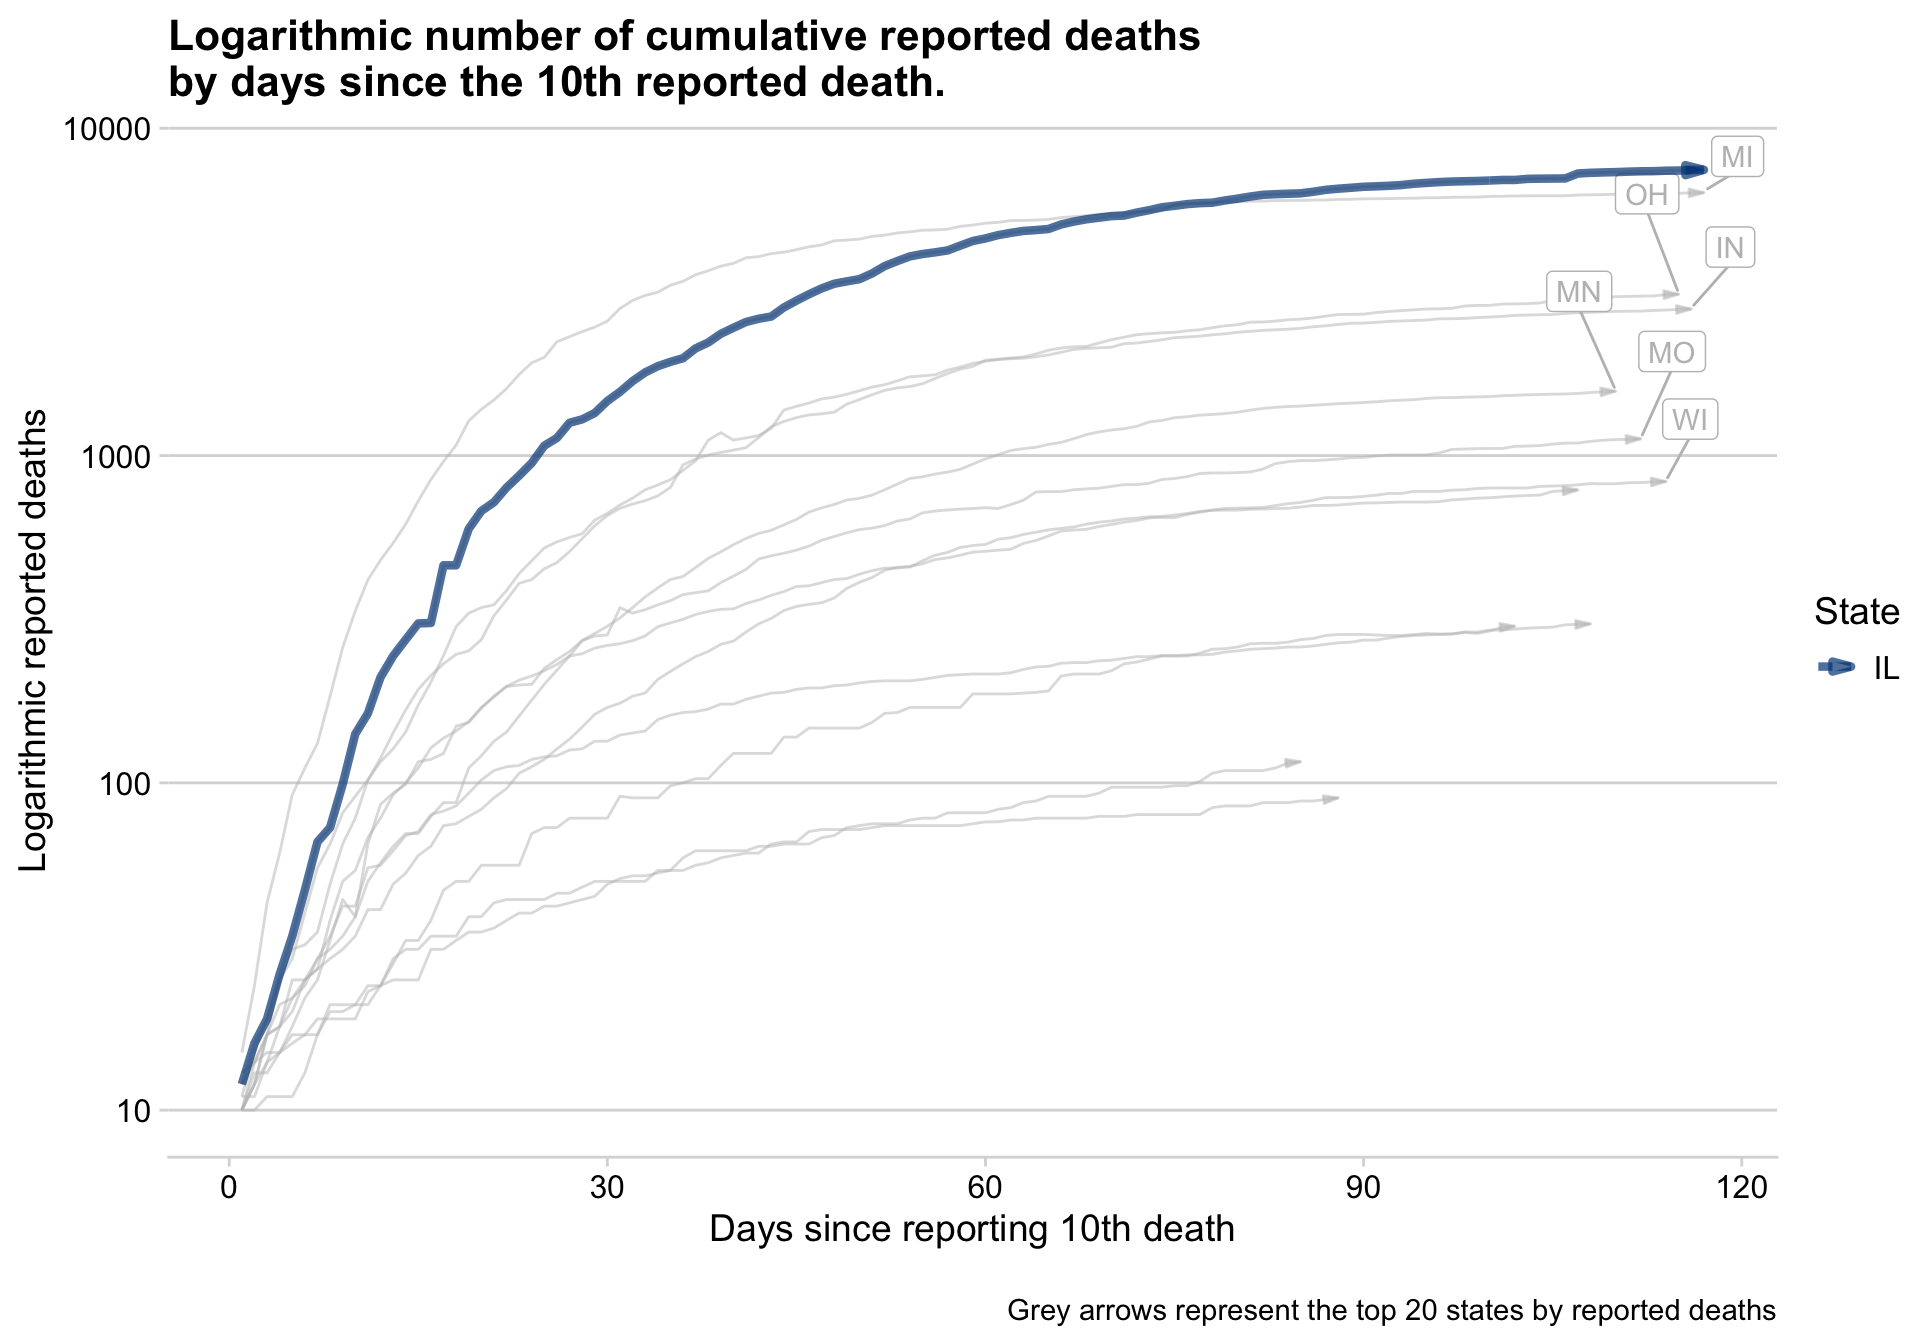 Logarithmic number of cumulative reported deaths
by days since the 10th reported death.
10000
1000
100
10
Logarithmic reported deaths
MI
OH
IN
MN
MO
WI
State
IL
0
30
60
90
120
Days since reporting 10th death
Grey arrows represent the top 20 states by reported deaths